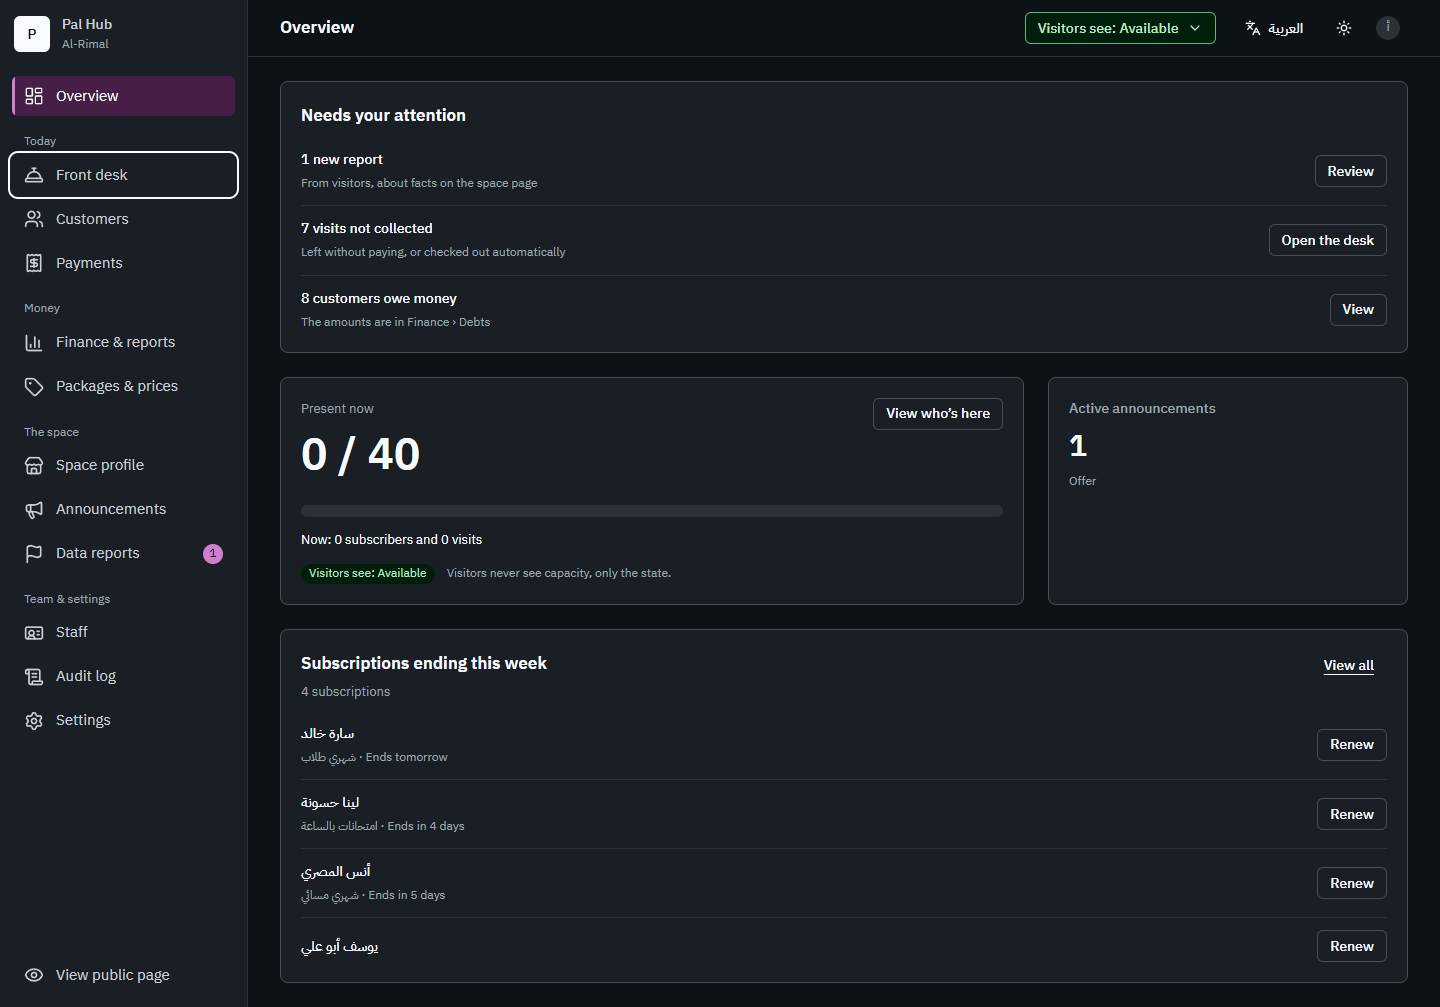 P
Pal Hub
Al-Rimal
Overview
Today
Front desk
Customers
Payments
Money
Finance & reports
Packages & prices
The space
Space profile
Announcements
Data reports
1
Team & settings
Staff
Audit log
Settings
View public page
Overview
Visitors see: Available
العربية
أ
Needs your attention
1 new report
From visitors, about facts on the space page
Review
7 visits not collected
Left without paying, or checked out automatically
Open the desk
8 customers owe money
The amounts are in Finance › Debts
View
Present now
View who’s here
0 / 40
Now: 0 subscribers and 0 visits
Visitors see: Available
Visitors never see capacity, only the state.
Active announcements
1
Offer
Subscriptions ending this week
View all
4 subscriptions
سارة خالد
شهري طلاب · Ends tomorrow
Renew
لينا حسونة
امتحانات بالساعة · Ends in 4 days
Renew
أنس المصري
شهري مسائي · Ends in 5 days
Renew
يوسف أبو علي
Renew